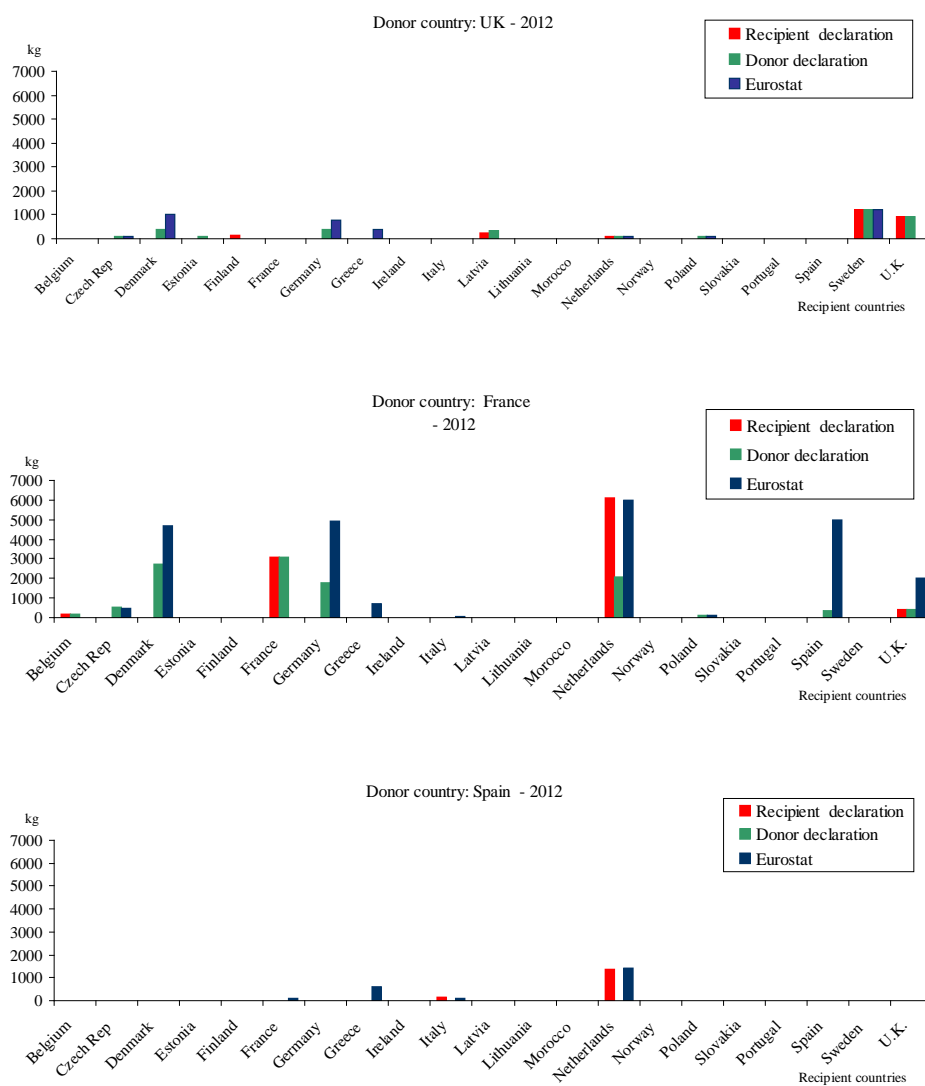 Donor country: UK - 2012
kg
Recipient declaration
Donor declaration
Eurostat
7000
6000
5000
4000
3000
2000
1000
0
Belgium
Czech Rep
Denmark
Estonia
Finland
France
Germany
Greece
Ireland
Italy
Latvia
Lithuania
Morocco
Netherlands
Norway
Poland
Slovakia
Portugal
Spain
Sweden
U.K.
Recipient countries
Donor country: France
- 2012
kg
Recipient declaration
Donor declaration
Eurostat
7000
6000
5000
4000
3000
2000
1000
0
Belgium
Czech Rep
Denmark
Estonia
Finland
France
Germany
Greece
Ireland
Italy
Latvia
Lithuania
Morocco
Netherlands
Norway
Poland
Slovakia
Portugal
Spain
Sweden
U.K.
Recipient countries
Donor country: Spain - 2012
kg
Recipient declaration
Donor declaration
Eurostat
7000
6000
5000
4000
3000
2000
1000
0
Belgium
Czech Rep
Denmark
Estonia
Finland
France
Germany
Greece
Ireland
Italy
Latvia
Lithuania
Morocco
Netherlands
Norway
Poland
Slovakia
Portugal
Spain
Sweden
U.K.
Recipient countries